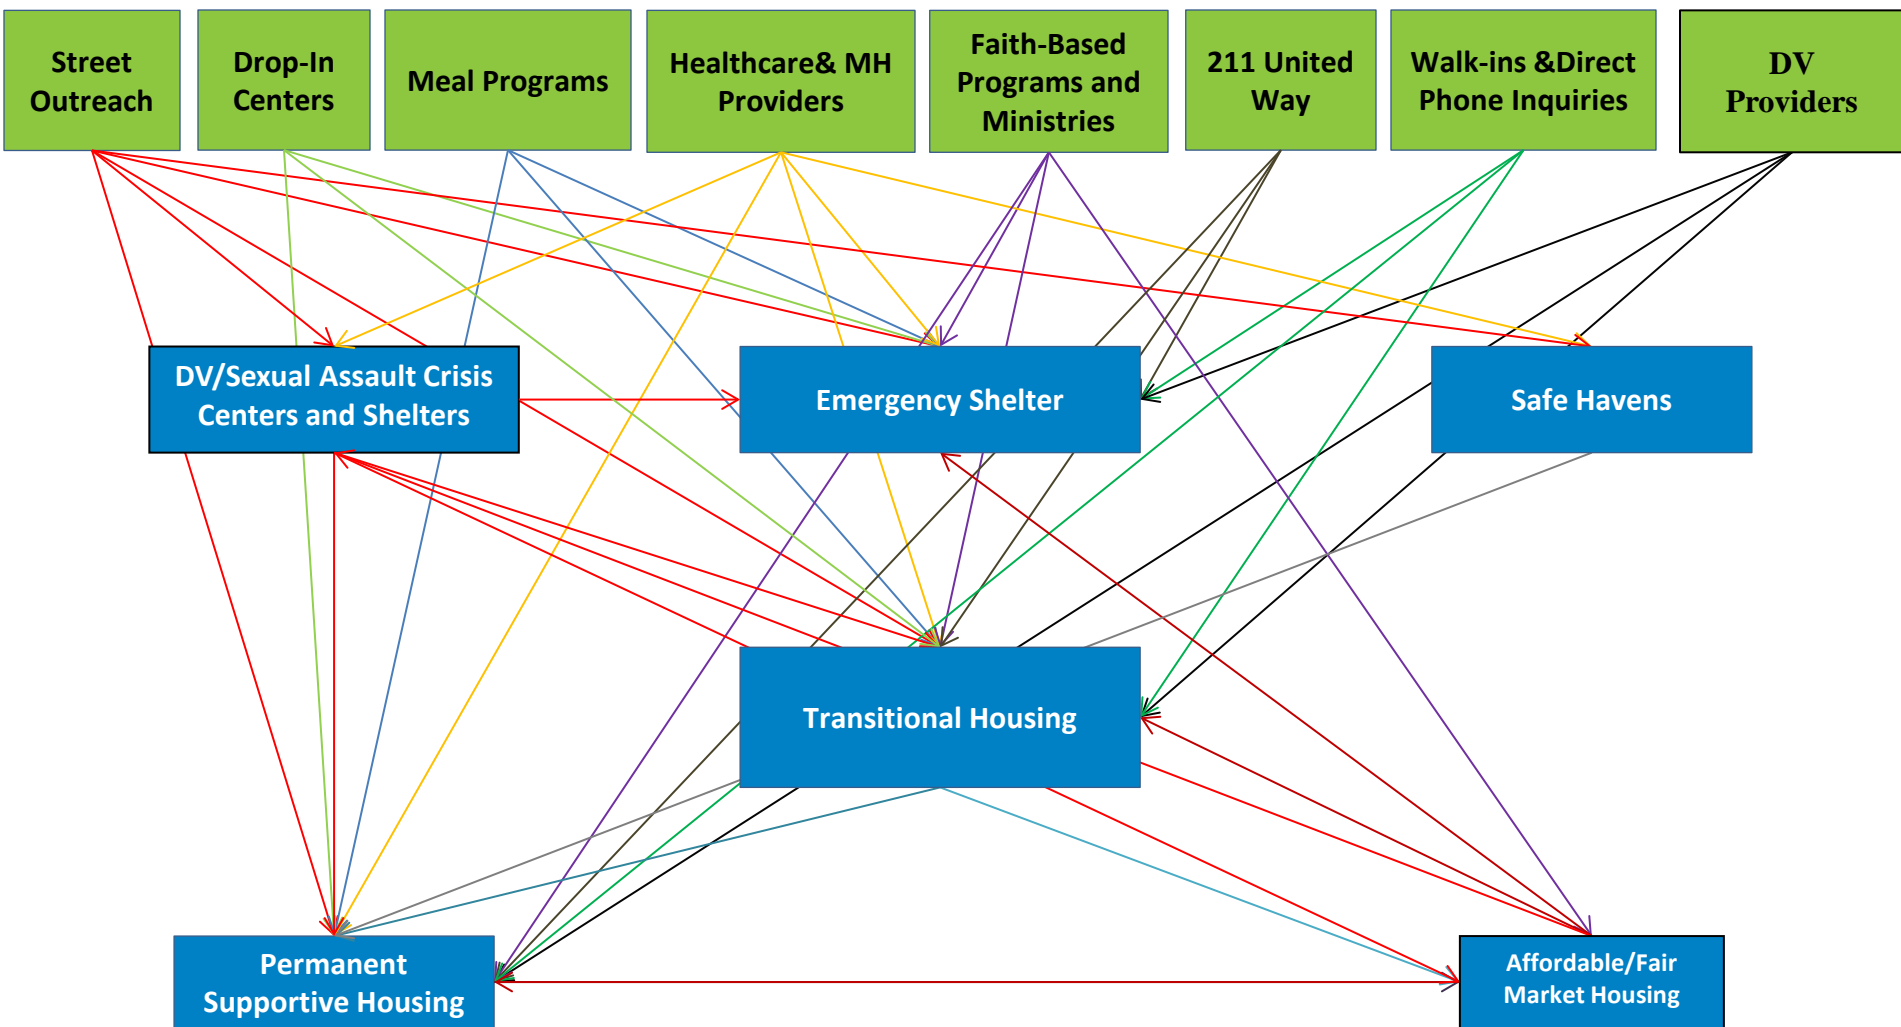 Street
Outreach
Drop-In
Centers
Meal Programs
Healthcare& MH
Providers
Faith-Based
Programs and
Ministries
211 United
Way
Walk-ins &Direct
Phone Inquiries
DV
Providers
DV/Sexual Assault Crisis
Centers and Shelters
Emergency Shelter
Safe Havens
Transitional Housing
Permanent
Supportive Housing
Affordable/Fair
Market Housing